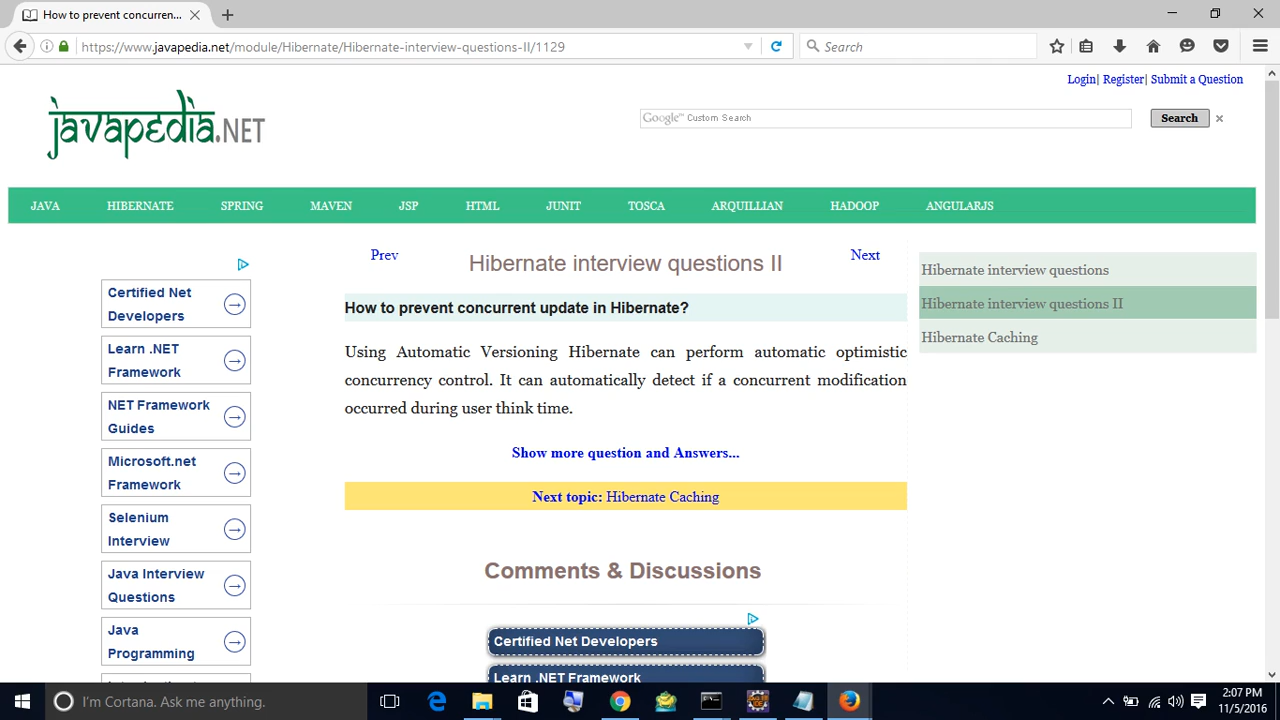 How to prevent concurren...
https://www.javapedia.net/module/Hibernate/Hibernate-interview-questions-II/1129
Search
Login| Register| Submit a Question
javapedia.NET
Google™ Custom Search
Search
JAVA HIBERNATE SPRING MAVEN JSP HTML JUNIT TOSCA ARQUILLIAN HADOOP ANGULARJS
Prev
Hibernate interview questions II
Next
How to prevent concurrent update in Hibernate?
Using Automatic Versioning Hibernate can perform automatic optimistic
concurrency control. It can automatically detect if a concurrent modification
occurred during user think time.
Show more question and Answers...
Next topic: Hibernate Caching
Comments & Discussions
Certified Net Developers
Learn .NET Framework
Certified Net
Developers
Learn .NET
Framework
NET Framework
Guides
Microsoft.net
Framework
Selenium
Interview
Java Interview
Questions
Java
Programming
Hibernate interview questions
Hibernate interview questions II
Hibernate Caching
I'm Cortana. Ask me anything.
2:07 PM
11/5/2016